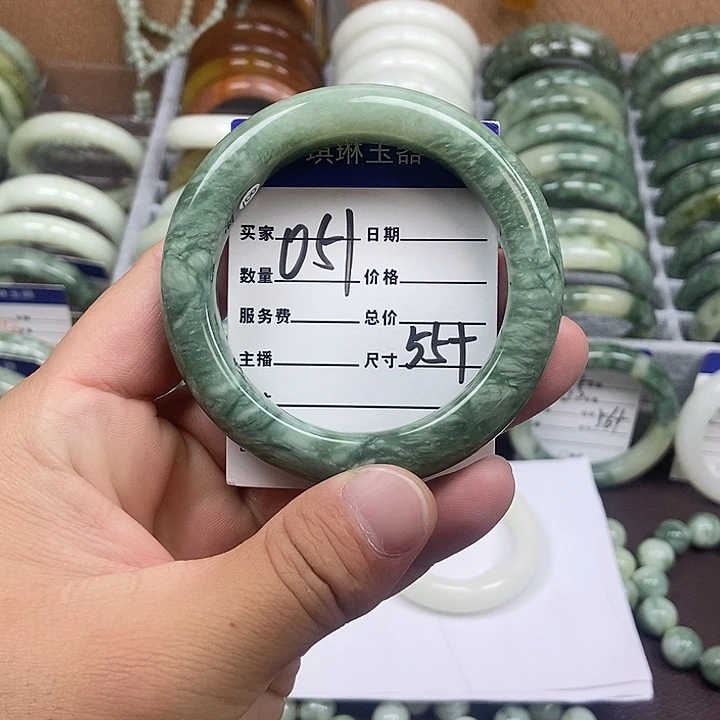 琪琳玉器
买家 051 日期
数量 价格
服务费 总价
主播 尺寸 55+
56+